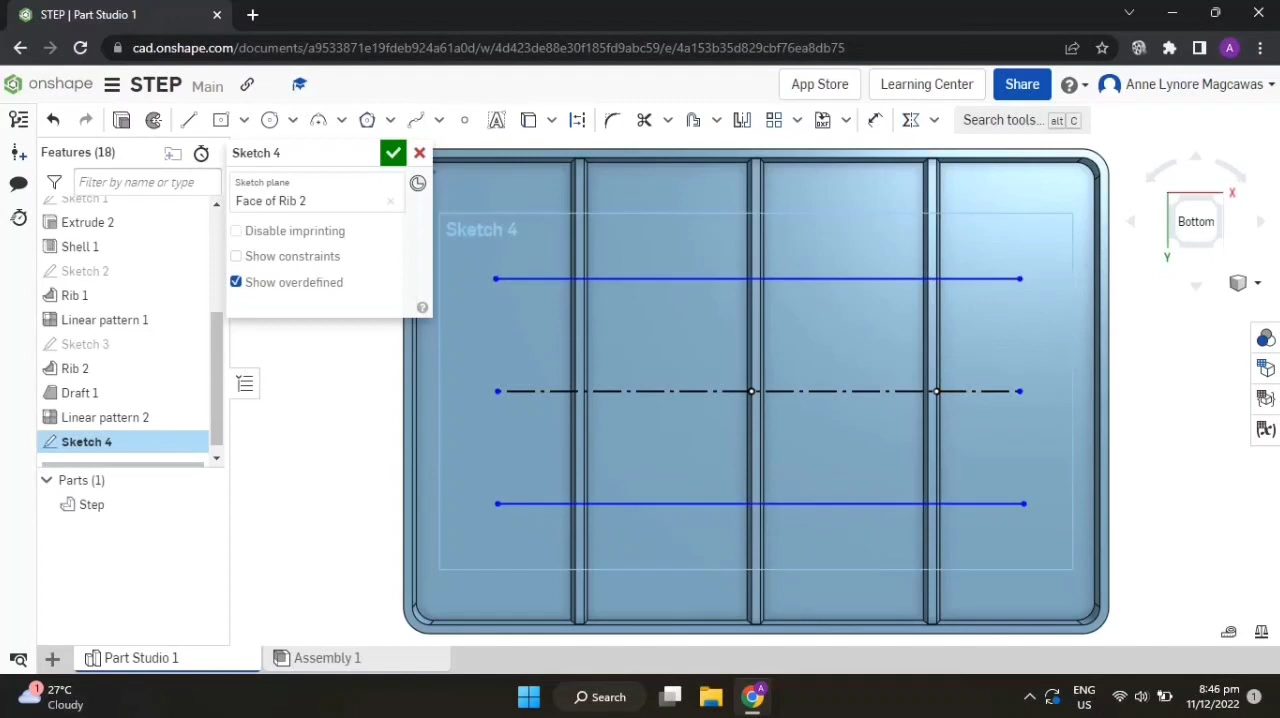 STEP | Part Studio 1
cad.onshape.com/documents/a9533871e19fdeb924a61a0d/w/4d423de88e30f185fd9abc59/e/4a153b35d829cbf76ea8db75
A
onshape
STEP Main
App Store
Learning Center
Share
Anne Lynore Magcawas
Search tools... alt C
Features (18)
Filter by name or type
Sketch 1
Extrude 2
Shell 1
Sketch 2
Rib 1
Linear pattern 1
Sketch 3
Rib 2
Draft 1
Linear pattern 2
Sketch 4
Parts (1)
Step
Sketch 4
Sketch plane
Face of Rib 2
Disable imprinting
Show constraints
Show overdefined
Sketch 4
X
Bottom
Y
Part Studio 1
Assembly 1
1
27°C
Cloudy
Search
A
ENG
US
8:46 pm
11/12/2022
1